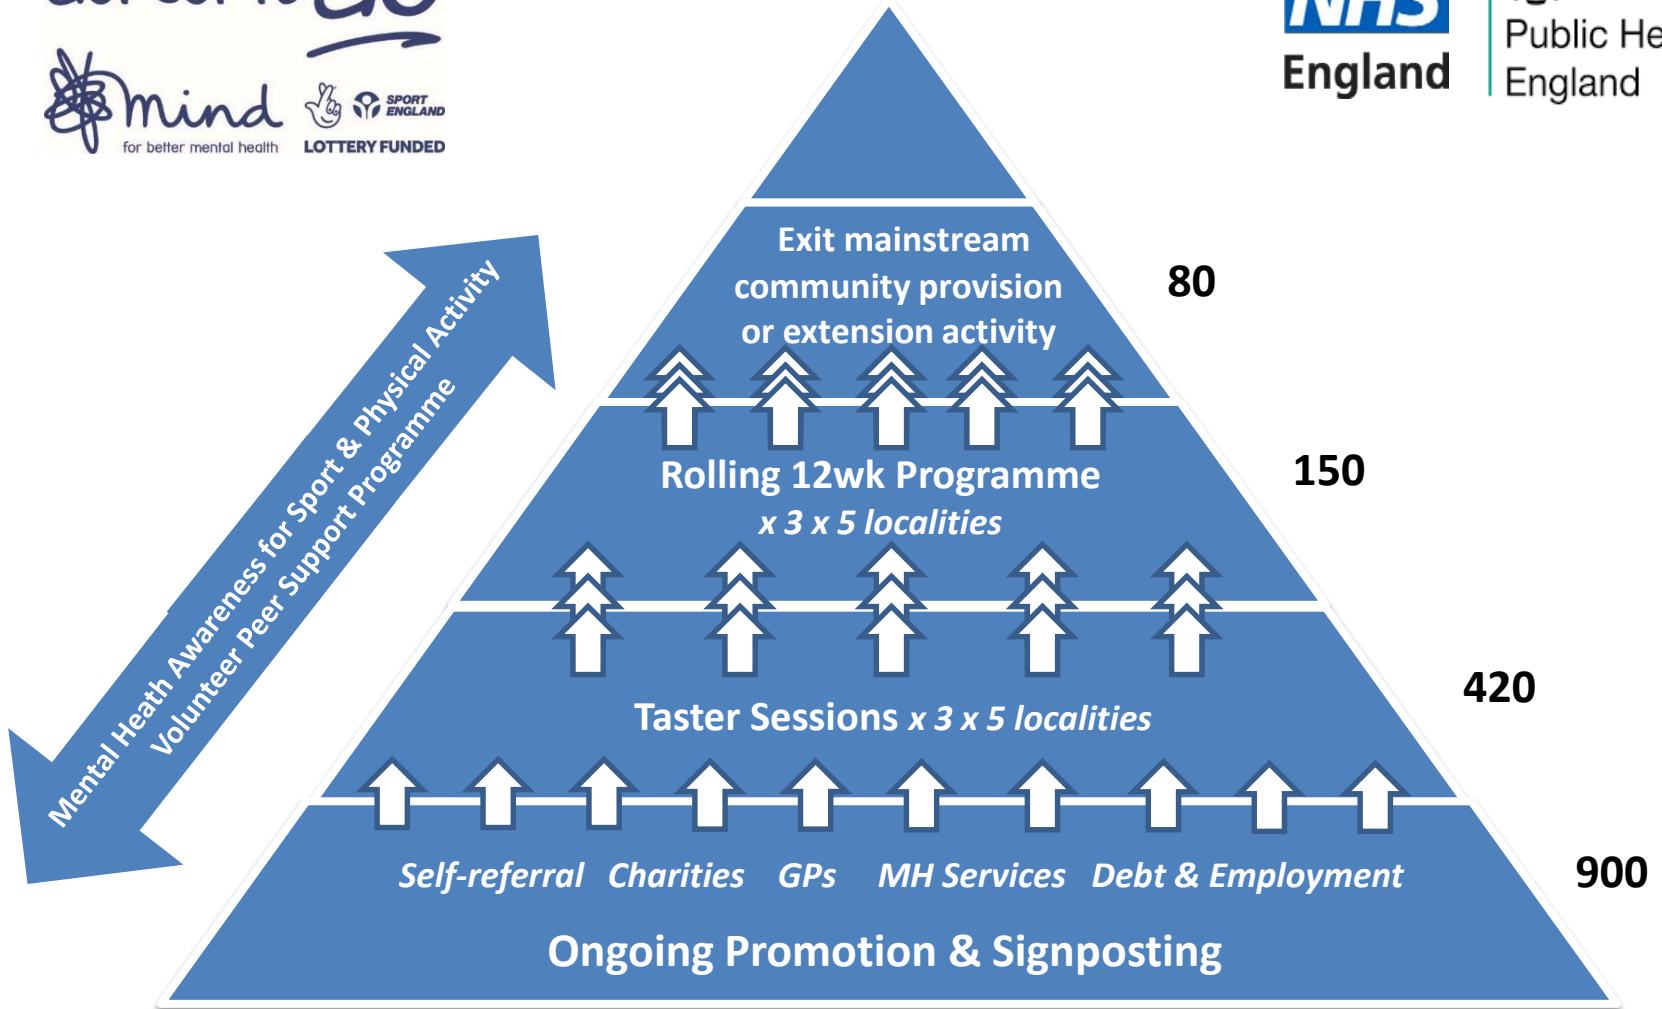 mind
for better mental health
SPORT
ENGLAND
LOTTERY FUNDED
NHS
England
Public He
England
Exit mainstream
community provision
or extension activity
80
Rolling 12wk Programme
x 3 x 5 localities
150
Mental Heath Awareness for Sport & Physical Activity
Volunteer Peer Support Programme
Taster Sessions x 3 x 5 localities
420
Self-referral Charities GPs MH Services Debt & Employment
900
Ongoing Promotion & Signposting